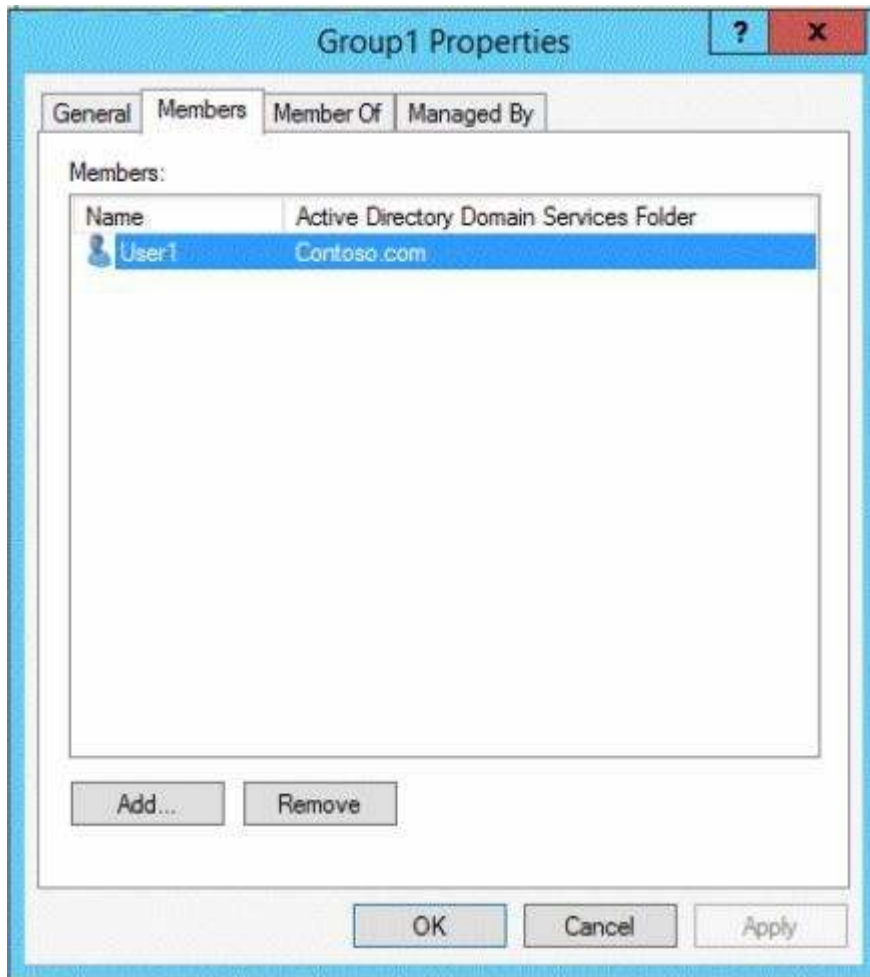 Group1 Properties
? x
General Members Member Of Managed By
Members:
Name Active Directory Domain Services Folder
User1 Contoso.com
Add... Remove
OK Cancel Apply